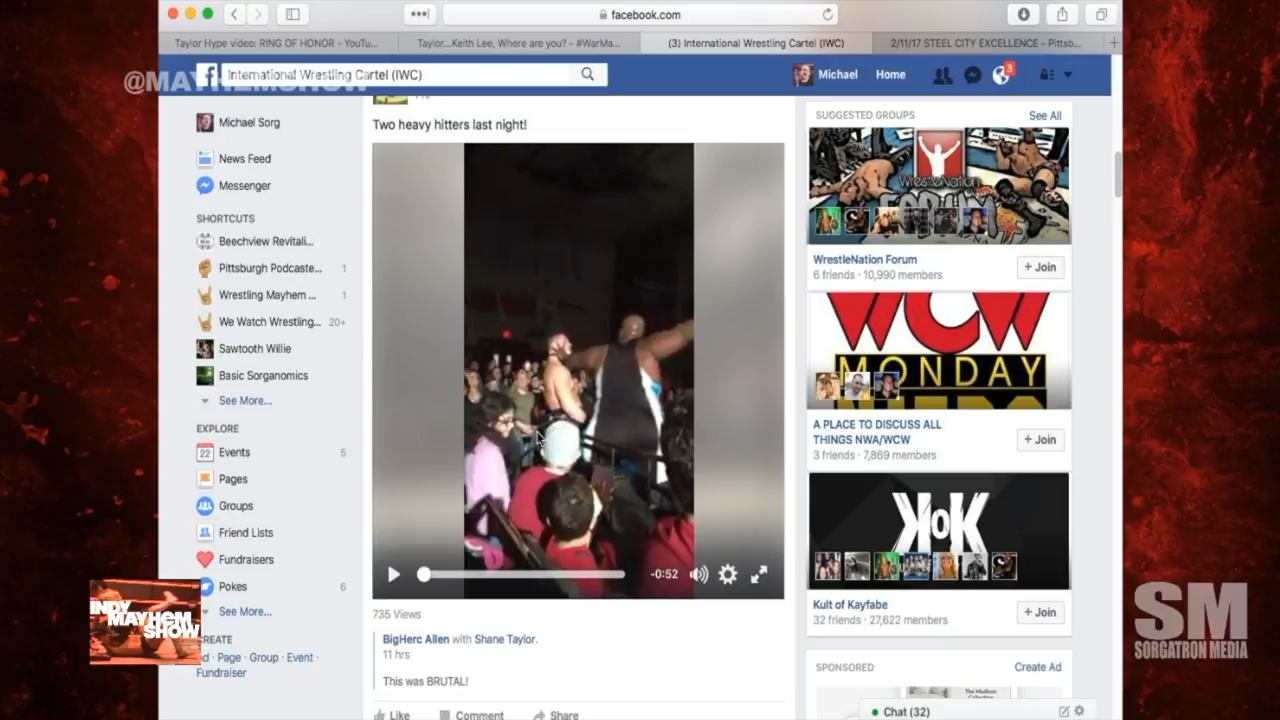 facebook.com
Taylor Hype video: RING OF HONOR - YouTu...
Taylor...Keith Lee, Where are you? - #WarMa...
(3) International Wrestling Cartel (IWC)
2/11/17 STEEL CITY EXCELLENCE - Pittsb...
@MAYHEMSHOW
International Wrestling Cartel (IWC)
Michael
Home
3
Michael Sorg
News Feed
Messenger
SHORTCUTS
Beechview Revitali...
Pittsburgh Podcaste... 1
Wrestling Mayhem ... 1
We Watch Wrestling... 20+
Sawtooth Willie
Basic Sorganomics
See More...
EXPLORE
22 Events 5
Pages
Groups
Friend Lists
Fundraisers
Pokes 6
See More...
CREATE
Page · Group · Event ·
Fundraiser
INDY
MAYHEM
SHOW
Two heavy hitters last night!
-0:52
735 Views
BigHerc Allen with Shane Taylor.
11 hrs
This was BRUTAL!
Like Comment Share
SUGGESTED GROUPS See All
WRESTLENATION
FORUM
WrestleNation Forum
6 friends · 10,990 members
+ Join
WCW
MONDAY
A PLACE TO DISCUSS ALL
THINGS NWA/WCW
3 friends · 7,869 members
+ Join
KOK
Kult of Kayfabe
32 friends · 27,622 members
+ Join
SPONSORED Create Ad
The Madison
Chat (32)
SM
SORGATRON MEDIA